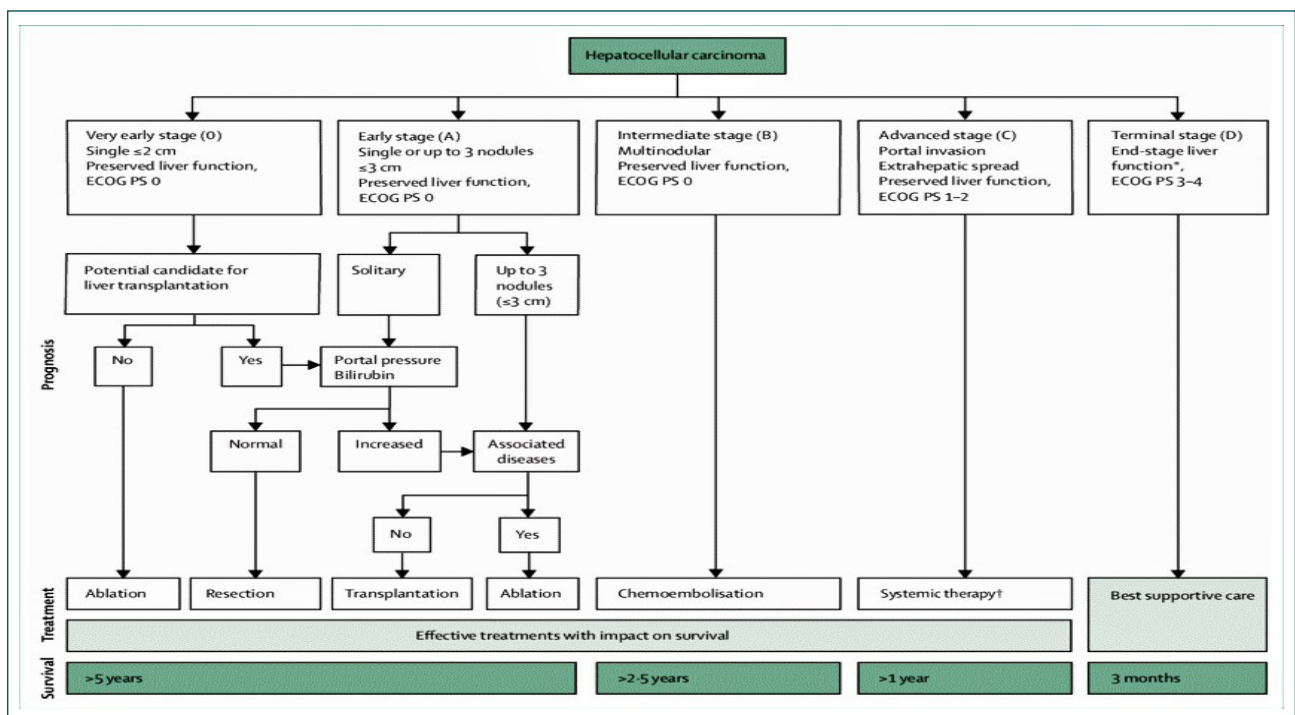 Hepatocellular carcinoma
Very early stage (0)
Single ≤2 cm
Preserved liver function,
ECOG PS 0
Early stage (A)
Single or up to 3 nodules
≤3 cm
Preserved liver function,
ECOG PS 0
Intermediate stage (B)
Multinodular
Preserved liver function,
ECOG PS 0
Advanced stage (C)
Portal invasion
Extrahepatic spread
Preserved liver function,
ECOG PS 1–2
Terminal stage (D)
End-stage liver
function*,
ECOG PS 3–4
Potential candidate for
liver transplantation
Solitary
Up to 3
nodules
(≤3 cm)
Prognosis
No
Yes
Portal pressure
Bilirubin
Normal
Increased
Associated
diseases
No
Yes
Treatment
Ablation
Resection
Transplantation
Ablation
Chemoembolisation
Systemic therapy†
Best supportive care
Effective treatments with impact on survival
Survival
>5 years
>2·5 years
>1 year
3 months